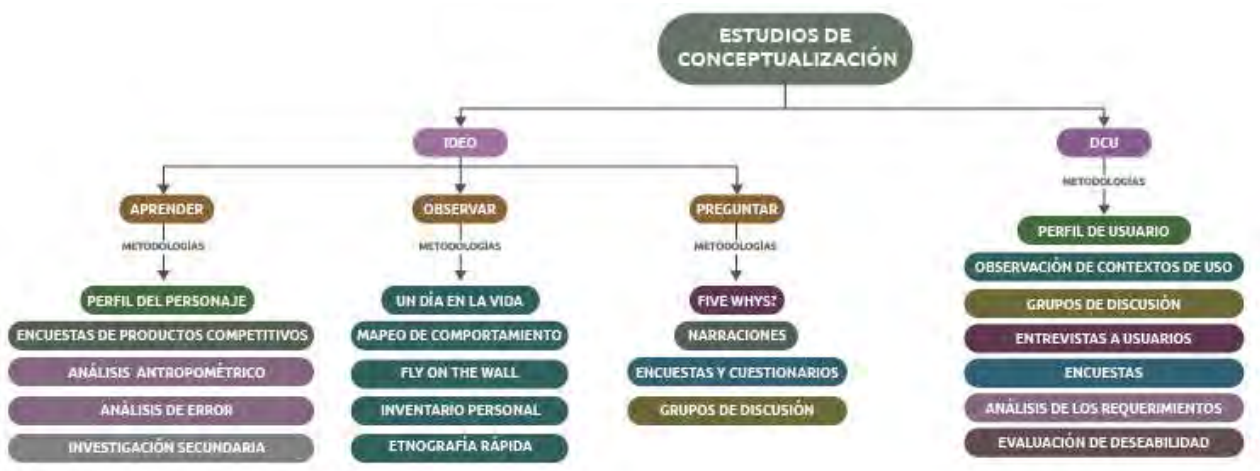 ESTUDIOS DE
CONCEPTUALIZACIÓN
IDEO
DCU
METODOLOGÍAS
APRENDER
OBSERVAR
PREGUNTAR
METODOLOGÍAS
METODOLOGÍAS
METODOLOGÍAS
PERFIL DEL PERSONAJE
ENCUESTAS DE PRODUCTOS COMPETITIVOS
ANÁLISIS ANTROPOMÉTRICO
ANÁLISIS DE ERROR
INVESTIGACIÓN SECUNDARIA
UN DÍA EN LA VIDA
MAPEO DE COMPORTAMIENTO
FLY ON THE WALL
INVENTARIO PERSONAL
ETNOGRAFÍA RÁPIDA
FIVE WHYS?
NARRACIONES
ENCUESTAS Y CUESTIONARIOS
GRUPOS DE DISCUSIÓN
PERFIL DE USUARIO
OBSERVACIÓN DE CONTEXTOS DE USO
GRUPOS DE DISCUSIÓN
ENTREVISTAS A USUARIOS
ENCUESTAS
ANÁLISIS DE LOS REQUERIMIENTOS
EVALUACIÓN DE DESEABILIDAD